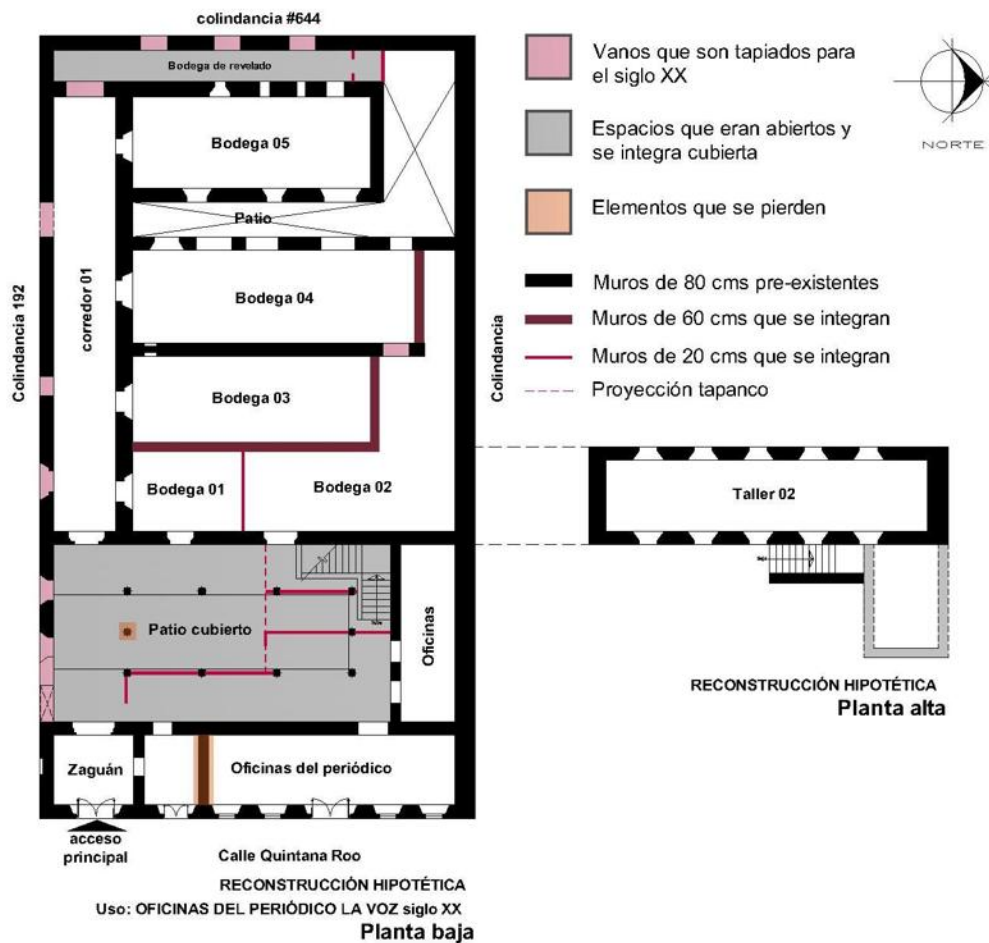 colindancia #644
Bodega de revelado
Bodega 05
Patio
corredor 01
Colindancia 192
Bodega 04
Colindancia
Bodega 03
Bodega 01
Bodega 02
Patio cubierto
Oficinas
Zaguán
Oficinas del periódico
acceso
principal
Calle Quintana Roo
RECONSTRUCCIÓN HIPOTÉTICA
Uso: OFICINAS DEL PERIÓDICO LA VOZ siglo XX
Planta baja
Vanos que son tapiados para
el siglo XX
Espacios que eran abiertos y
se integra cubierta
Elementos que se pierden
Muros de 80 cms pre-existentes
Muros de 60 cms que se integran
Muros de 20 cms que se integran
Proyección tapanco
NORTE
Taller 02
RECONSTRUCCIÓN HIPOTÉTICA
Planta alta